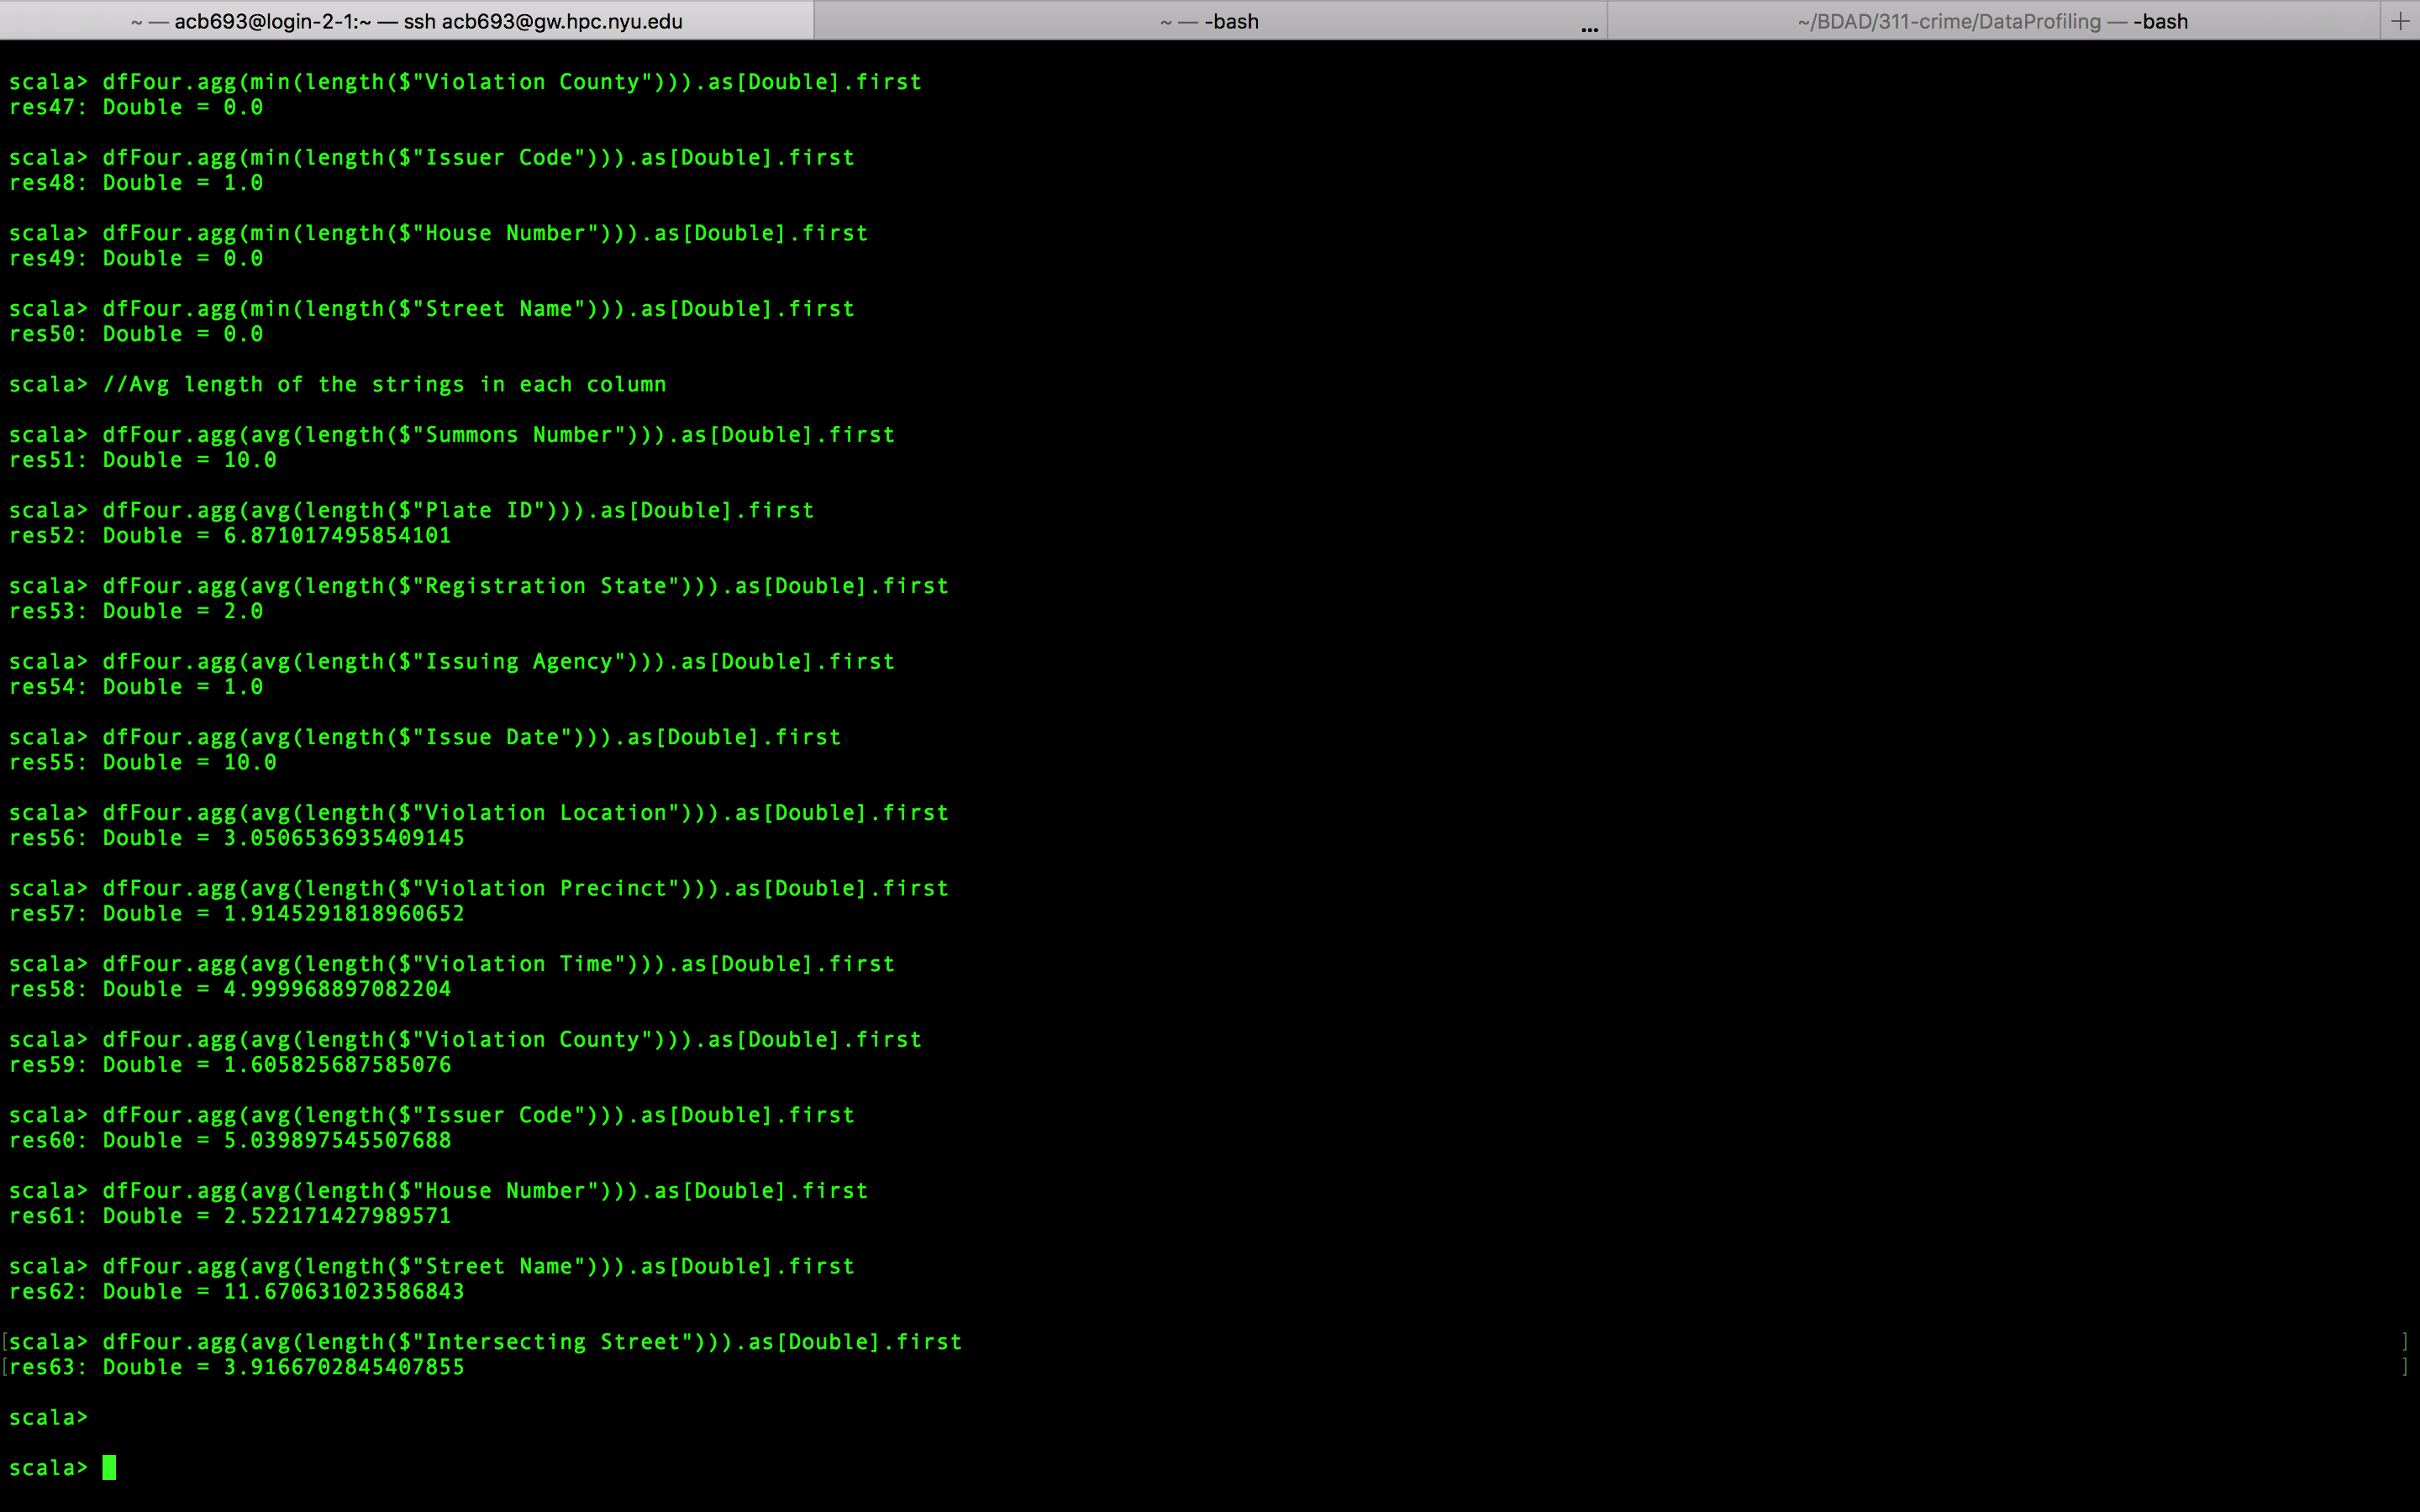 ~ — acb693@login-2-1:~ — ssh acb693@gw.hpc.nyu.edu
~ — -bash
...
~/BDAD/311-crime/DataProfiling — -bash
+
scala> dfFour.agg(min(length($"Violation County"))).as[Double].first
res47: Double = 0.0
scala> dfFour.agg(min(length($"Issuer Code"))).as[Double].first
res48: Double = 1.0
scala> dfFour.agg(min(length($"House Number"))).as[Double].first
res49: Double = 0.0
scala> dfFour.agg(min(length($"Street Name"))).as[Double].first
res50: Double = 0.0
scala> //Avg length of the strings in each column
scala> dfFour.agg(avg(length($"Summons Number"))).as[Double].first
res51: Double = 10.0
scala> dfFour.agg(avg(length($"Plate ID"))).as[Double].first
res52: Double = 6.871017495854101
scala> dfFour.agg(avg(length($"Registration State"))).as[Double].first
res53: Double = 2.0
scala> dfFour.agg(avg(length($"Issuing Agency"))).as[Double].first
res54: Double = 1.0
scala> dfFour.agg(avg(length($"Issue Date"))).as[Double].first
res55: Double = 10.0
scala> dfFour.agg(avg(length($"Violation Location"))).as[Double].first
res56: Double = 3.0506536935409145
scala> dfFour.agg(avg(length($"Violation Precinct"))).as[Double].first
res57: Double = 1.9145291818960652
scala> dfFour.agg(avg(length($"Violation Time"))).as[Double].first
res58: Double = 4.999968897082204
scala> dfFour.agg(avg(length($"Violation County"))).as[Double].first
res59: Double = 1.605825687585076
scala> dfFour.agg(avg(length($"Issuer Code"))).as[Double].first
res60: Double = 5.039897545507688
scala> dfFour.agg(avg(length($"House Number"))).as[Double].first
res61: Double = 2.522171427989571
scala> dfFour.agg(avg(length($"Street Name"))).as[Double].first
res62: Double = 11.670631023586843
[scala> dfFour.agg(avg(length($"Intersecting Street"))).as[Double].first ]
[res63: Double = 3.9166702845407855 ]
scala>
scala>